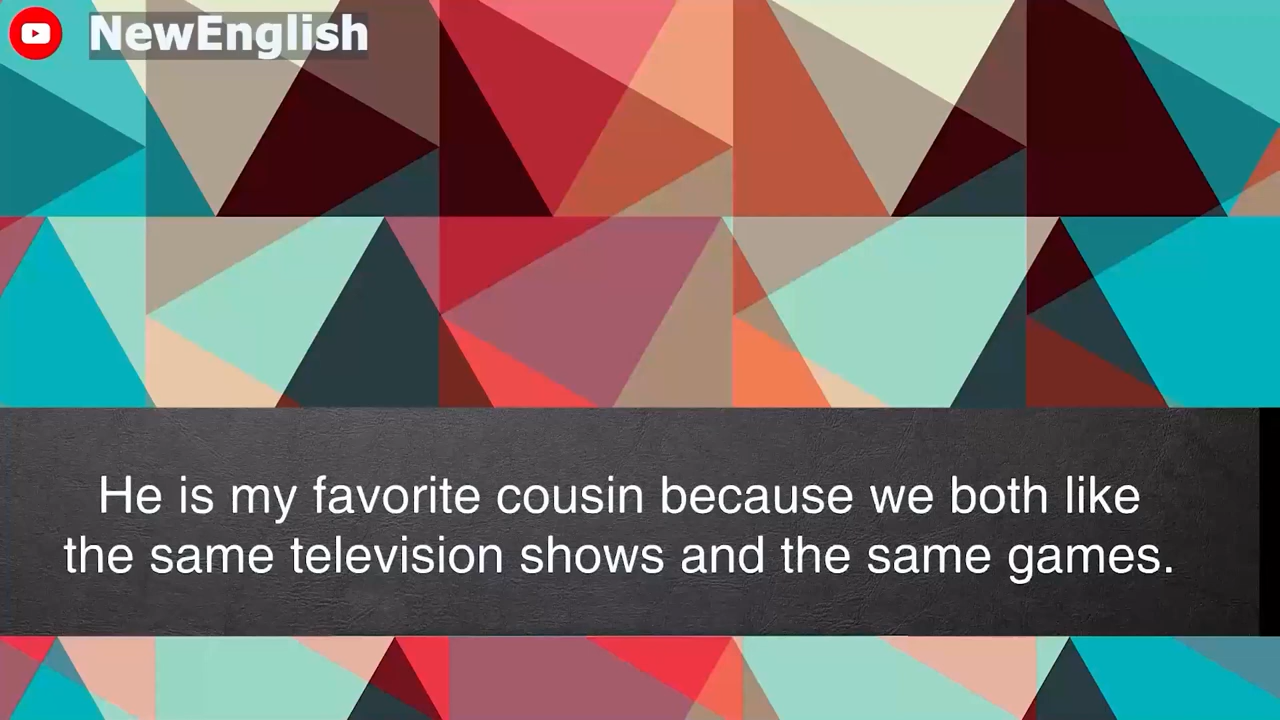 NewEnglish
He is my favorite cousin because we both like
the same television shows and the same games.